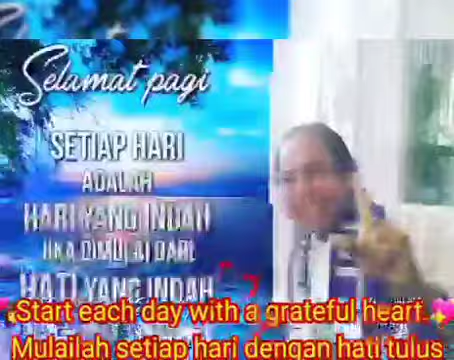 Selamat pagi
SETIAP HARI
ADALAH
HARI YANG INDAH
JIKA DIMULAI DARI
HATI YANG INDAH
Start each day with a grateful heart.
Mulailah setiap hari dengan hati tulus